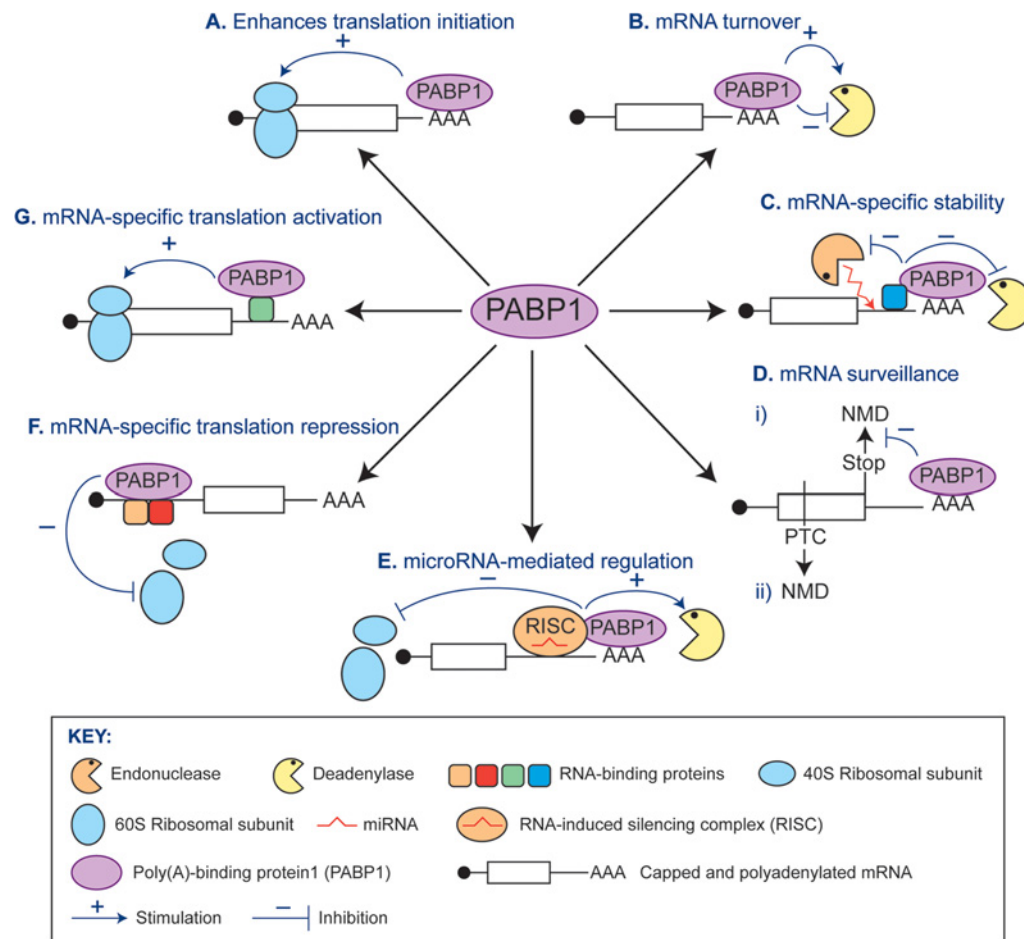 A. Enhances translation initiation
+
PABP1
AAA
B. mRNA turnover
+
PABP1
AAA
−
G. mRNA-specific translation activation
+
PABP1
AAA
PABP1
C. mRNA-specific stability
− −
PABP1
AAA
D. mRNA surveillance
i) NMD
−
Stop
PABP1
AAA
PTC
ii) NMD
F. mRNA-specific translation repression
PABP1
AAA
−
E. microRNA-mediated regulation
− +
RISC PABP1
AAA
KEY:
Endonuclease
Deadenylase
RNA-binding proteins
40S Ribosomal subunit
60S Ribosomal subunit
miRNA
RNA-induced silencing complex (RISC)
Poly(A)-binding protein1 (PABP1)
AAA Capped and polyadenylated mRNA
+ Stimulation
− Inhibition